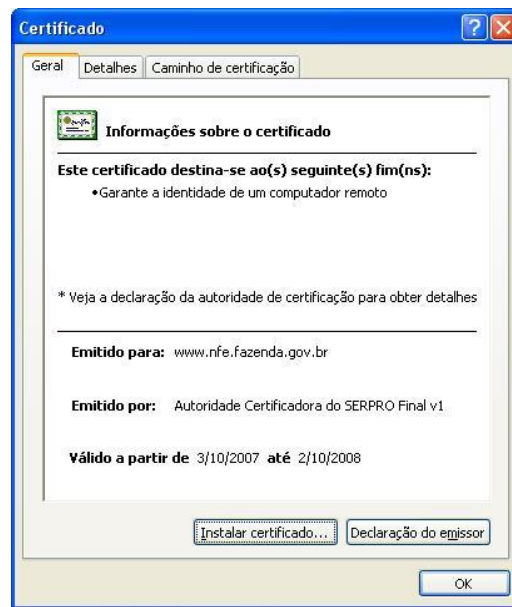 Certificado
Geral Detalhes Caminho de certificação
Informações sobre o certificado
Este certificado destina-se ao(s) seguinte(s) fim(ns):
•Garante a identidade de um computador remoto
* Veja a declaração da autoridade de certificação para obter detalhes
Emitido para: www.nfe.fazenda.gov.br
Emitido por: Autoridade Certificadora do SERPRO Final v1
Válido a partir de 3/10/2007 até 2/10/2008
Instalar certificado... Declaração do emissor
OK